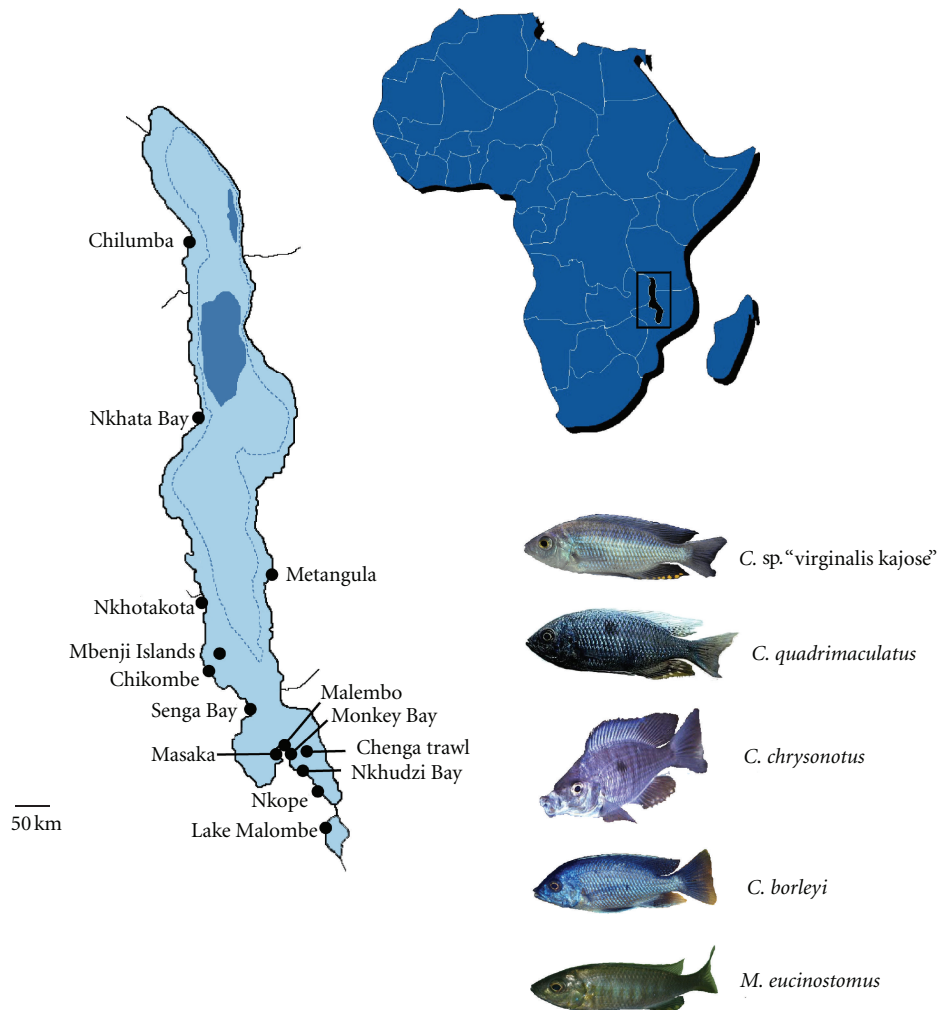 Chilumba
Nkhata Bay
Metangula
Nkhotakota
Mbenji Islands
Chikombe
Malembo
Senga Bay
Monkey Bay
Masaka
Chenga trawl
Nkhudzi Bay
Nkope
50 km
Lake Malombe
C. sp. “virginalis kajose”
C. quadrimaculatus
C. chrysonotus
C. borleyi
M. eucinostomus